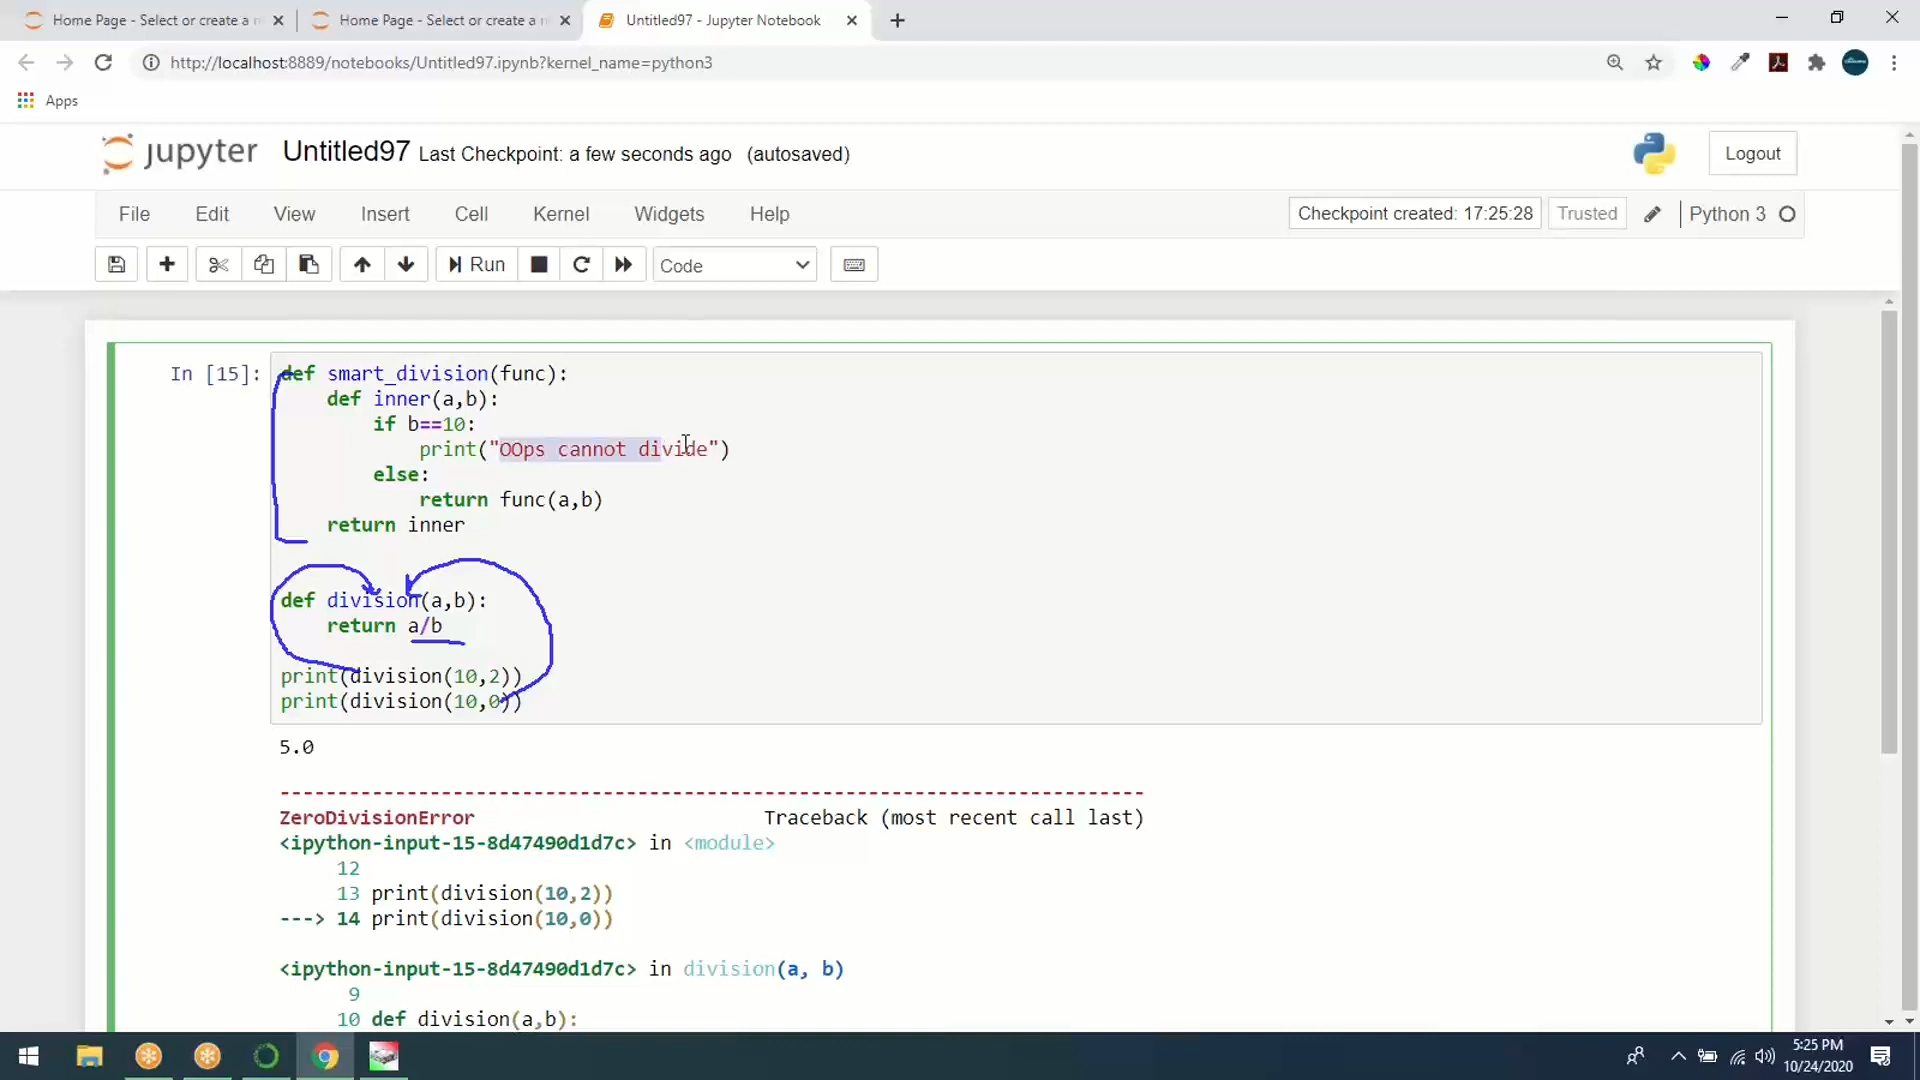 Home Page - Select or create a n
Home Page - Select or create a n
Untitled97 - Jupyter Notebook
http://localhost:8889/notebooks/Untitled97.ipynb?kernel_name=python3
Apps
jupyter Untitled97 Last Checkpoint: a few seconds ago (autosaved)
Logout
File Edit View Insert Cell Kernel Widgets Help
Checkpoint created: 17:25:28 Trusted Python 3
Run Code
In [15]: def smart_division(func):
def inner(a,b):
if b==10:
print("OOps cannot divide")
else:
return func(a,b)
return inner
def division(a,b):
return a/b
print(division(10,2))
print(division(10,0))
5.0
---------------------------------------------------------------------------
ZeroDivisionError Traceback (most recent call last)
<ipython-input-15-8d47490d1d7c> in <module>
12
13 print(division(10,2))
---> 14 print(division(10,0))
<ipython-input-15-8d47490d1d7c> in division(a, b)
9
10 def division(a,b):
5:25 PM
10/24/2020